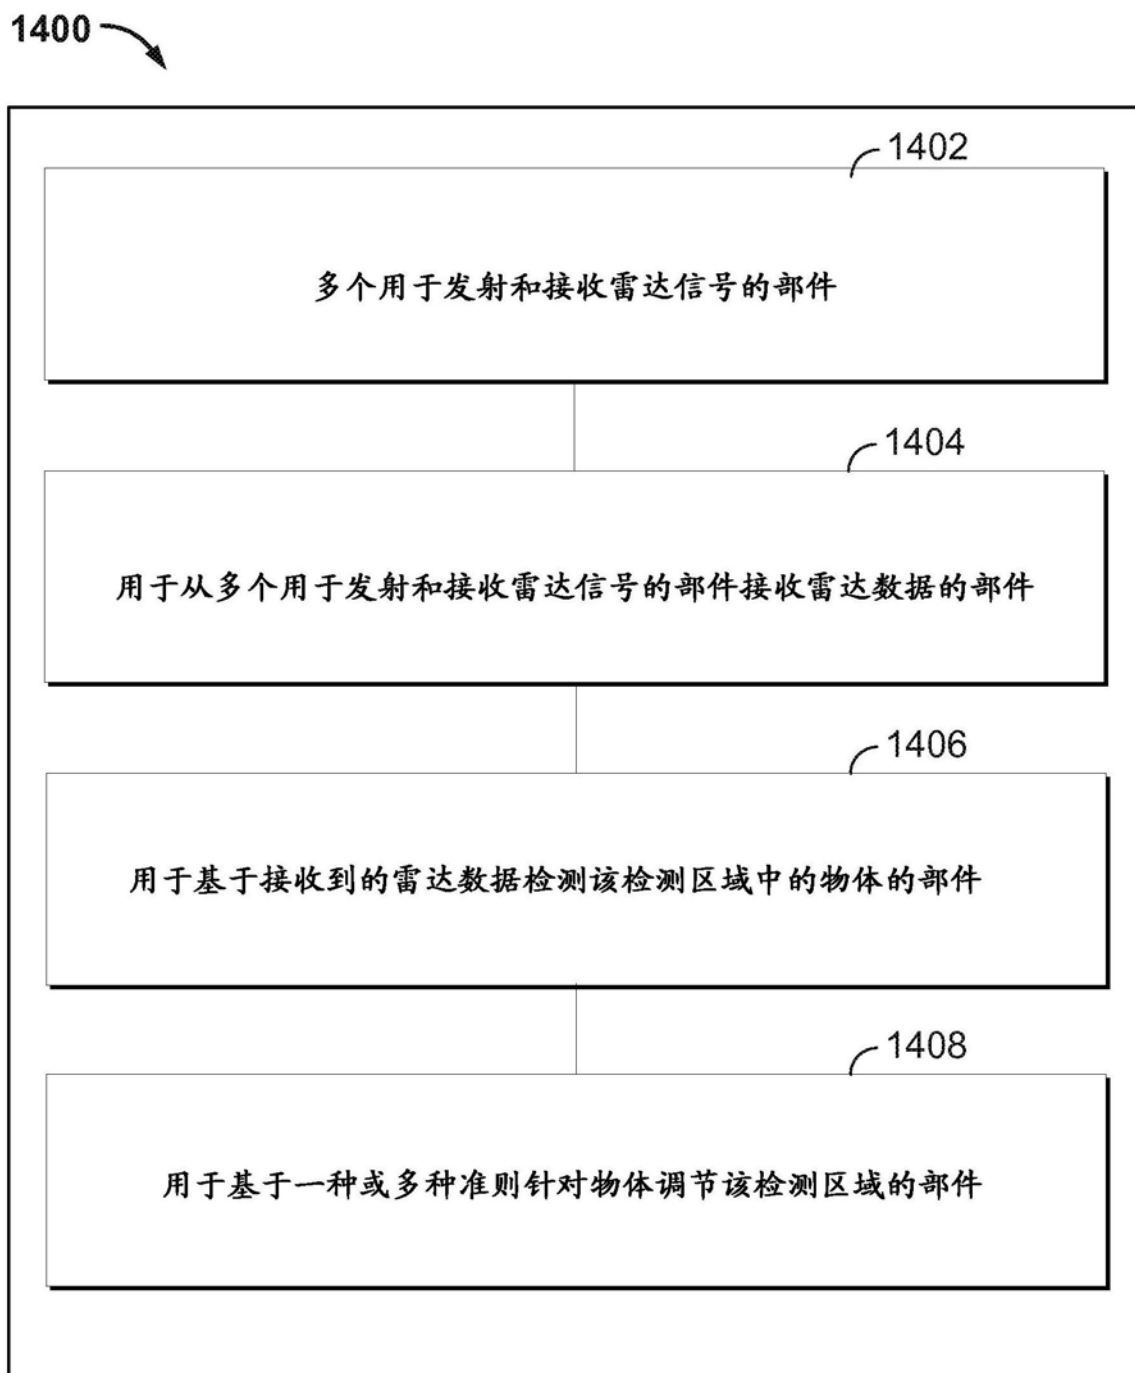 1400
1402
多个用于发射和接收雷达信号的部件
1404
用于从多个用于发射和接收雷达信号的部件接收雷达数据的部件
1406
用于基于接收到的雷达数据检测该检测区域中的物体的部件
1408
用于基于一种或多种准则针对物体调节该检测区域的部件